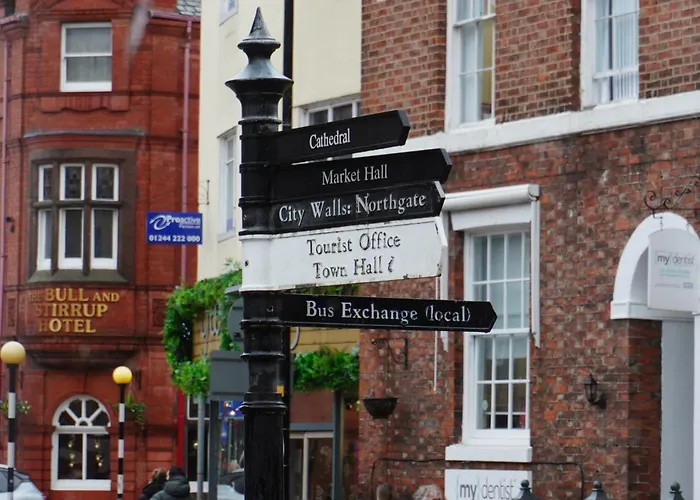 Cathedral
Market Hall
City Walls: Northgate
Tourist Office
Town Hall i
Bus Exchange (local)
Proactive
01244 222 000
THE BULL AND
STIRRUP
HOTEL
my dentist
(my dentist